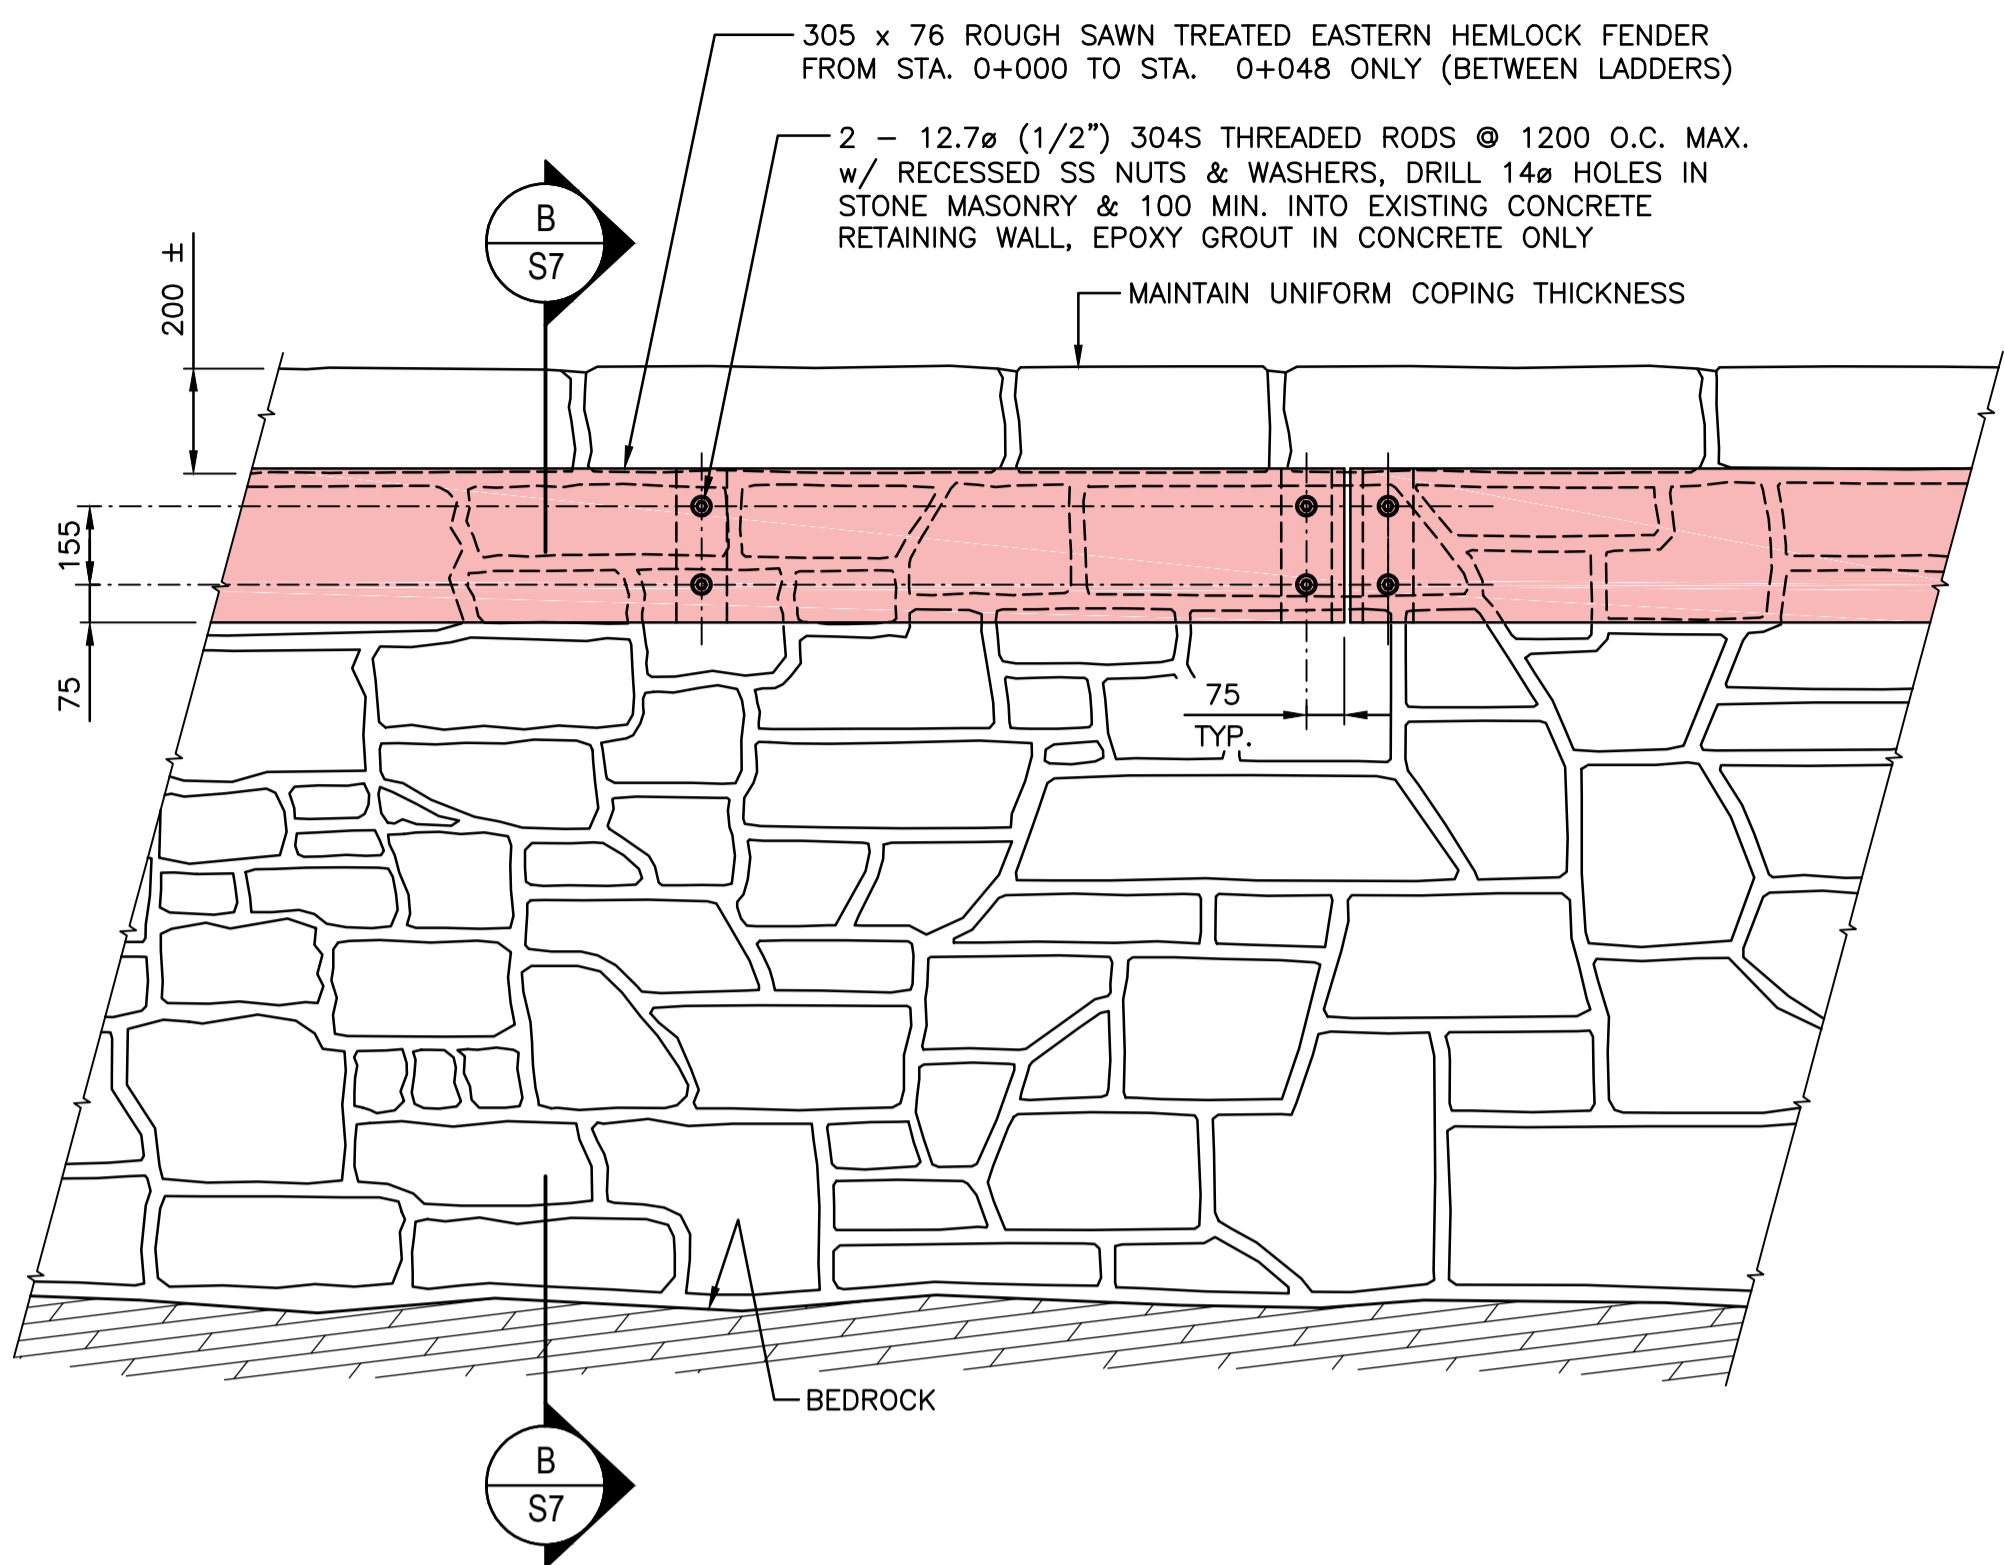 305 x 76 ROUGH SAWN TREATED EASTERN HEMLOCK FENDER
FROM STA. 0+000 TO STA. 0+048 ONLY (BETWEEN LADDERS)
2 – 12.7ø (1/2") 304S THREADED RODS @ 1200 O.C. MAX.
w/ RECESSED SS NUTS & WASHERS, DRILL 14ø HOLES IN
STONE MASONRY & 100 MIN. INTO EXISTING CONCRETE
RETAINING WALL, EPOXY GROUT IN CONCRETE ONLY
B
S7
200 ±
MAINTAIN UNIFORM COPING THICKNESS
155
75
75
TYP.
BEDROCK
B
S7